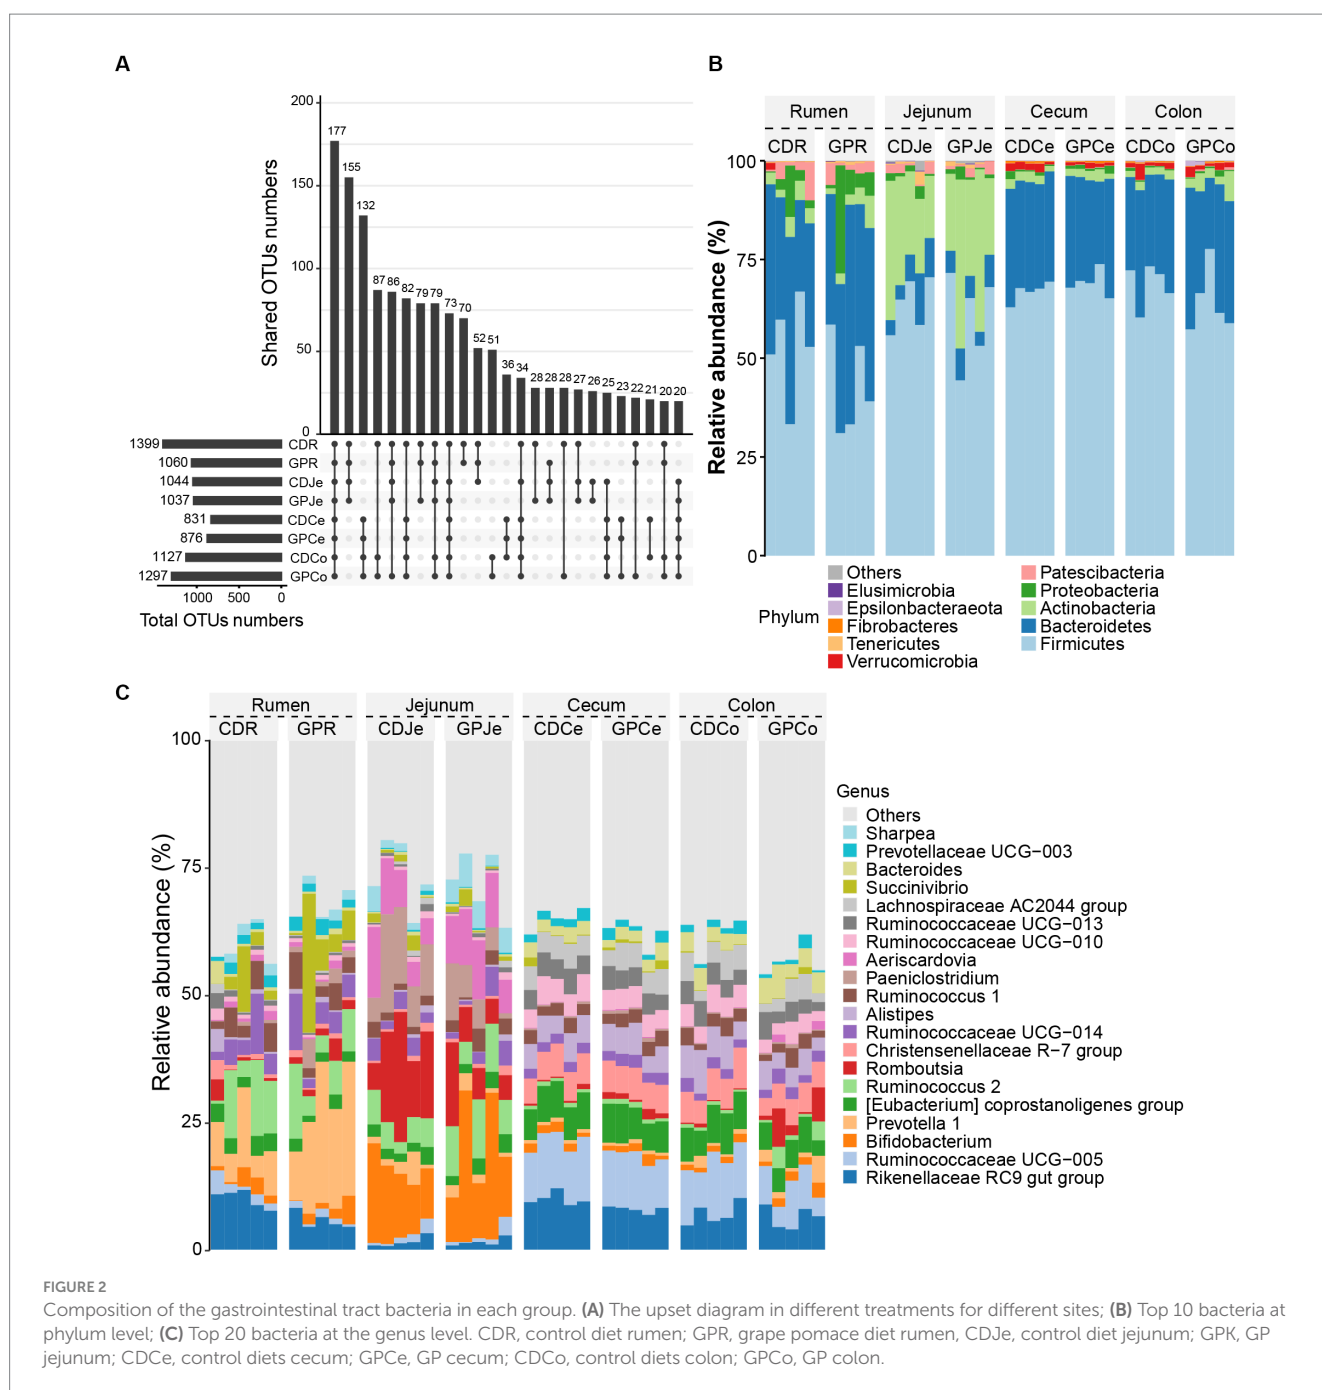 A
Shared OTUs numbers
200
150
100
50
0
177
155
132
87
86
82
79
79
73
70
52
51
36
34
28
28
28
27
26
25
23
22
21
20
20
1399
CDR
1060
GPR
1044
CDJe
1037
GPJe
831
CDCe
876
GPCe
1127
CDCo
1297
GPCo
1000 500 0
Total OTUs numbers
B
Rumen Jejunum Cecum Colon
CDR GPR CDJe GPJe CDCe GPCe CDCo GPCo
Relative abundance (%)
100
75
50
25
0
Phylum
Others
Elusimicrobia
Epsilonbacteraeota
Fibrobacteres
Tenericutes
Verrucomicrobia
Patescibacteria
Proteobacteria
Actinobacteria
Bacteroidetes
Firmicutes
C
Rumen Jejunum Cecum Colon
CDR GPR CDJe GPJe CDCe GPCe CDCo GPCo
Relative abundance (%)
100
75
50
25
0
Genus
Others
Sharpea
Prevotellaceae UCG−003
Bacteroides
Succinivibrio
Lachnospiraceae AC2044 group
Ruminococcaceae UCG−013
Ruminococcaceae UCG−010
Aeriscardovia
Paeniclostridium
Ruminococcus 1
Alistipes
Ruminococcaceae UCG−014
Christensenellaceae R−7 group
Romboutsia
Ruminococcus 2
[Eubacterium] coprostanoligenes group
Prevotella 1
Bifidobacterium
Ruminococcaceae UCG−005
Rikenellaceae RC9 gut group
FIGURE 2
Composition of the gastrointestinal tract bacteria in each group. (A) The upset diagram in different treatments for different sites; (B) Top 10 bacteria at
phylum level; (C) Top 20 bacteria at the genus level. CDR, control diet rumen; GPR, grape pomace diet rumen, CDJe, control diet jejunum; GPK, GP
jejunum; CDCe, control diets cecum; GPCe, GP cecum; CDCo, control diets colon; GPCo, GP colon.